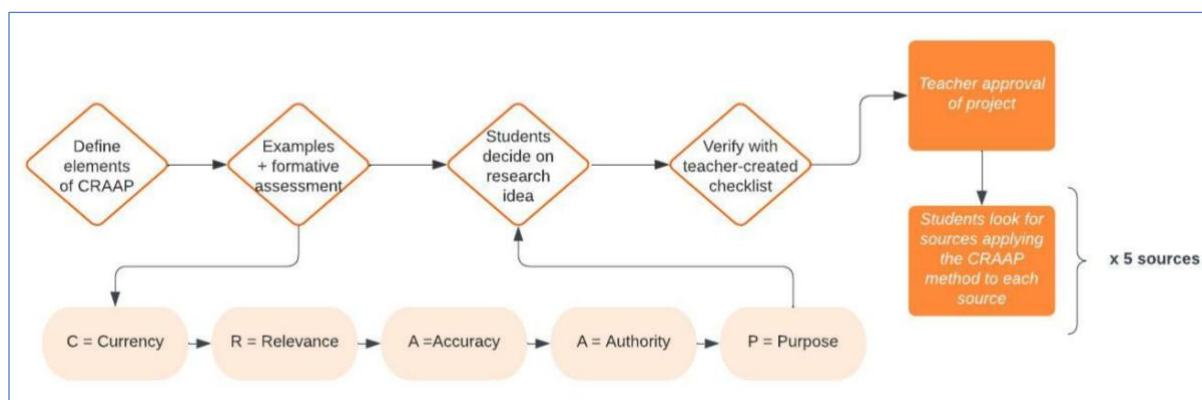 Define
elements
of CRAAP
Examples
+ formative
assessment
Students
decide on
research
idea
Verify with
teacher-created
checklist
Teacher approval
of project
Students look for
sources applying
the CRAAP
method to each
source
x 5 sources
C = Currency
R = Relevance
A =Accuracy
A = Authority
P = Purpose